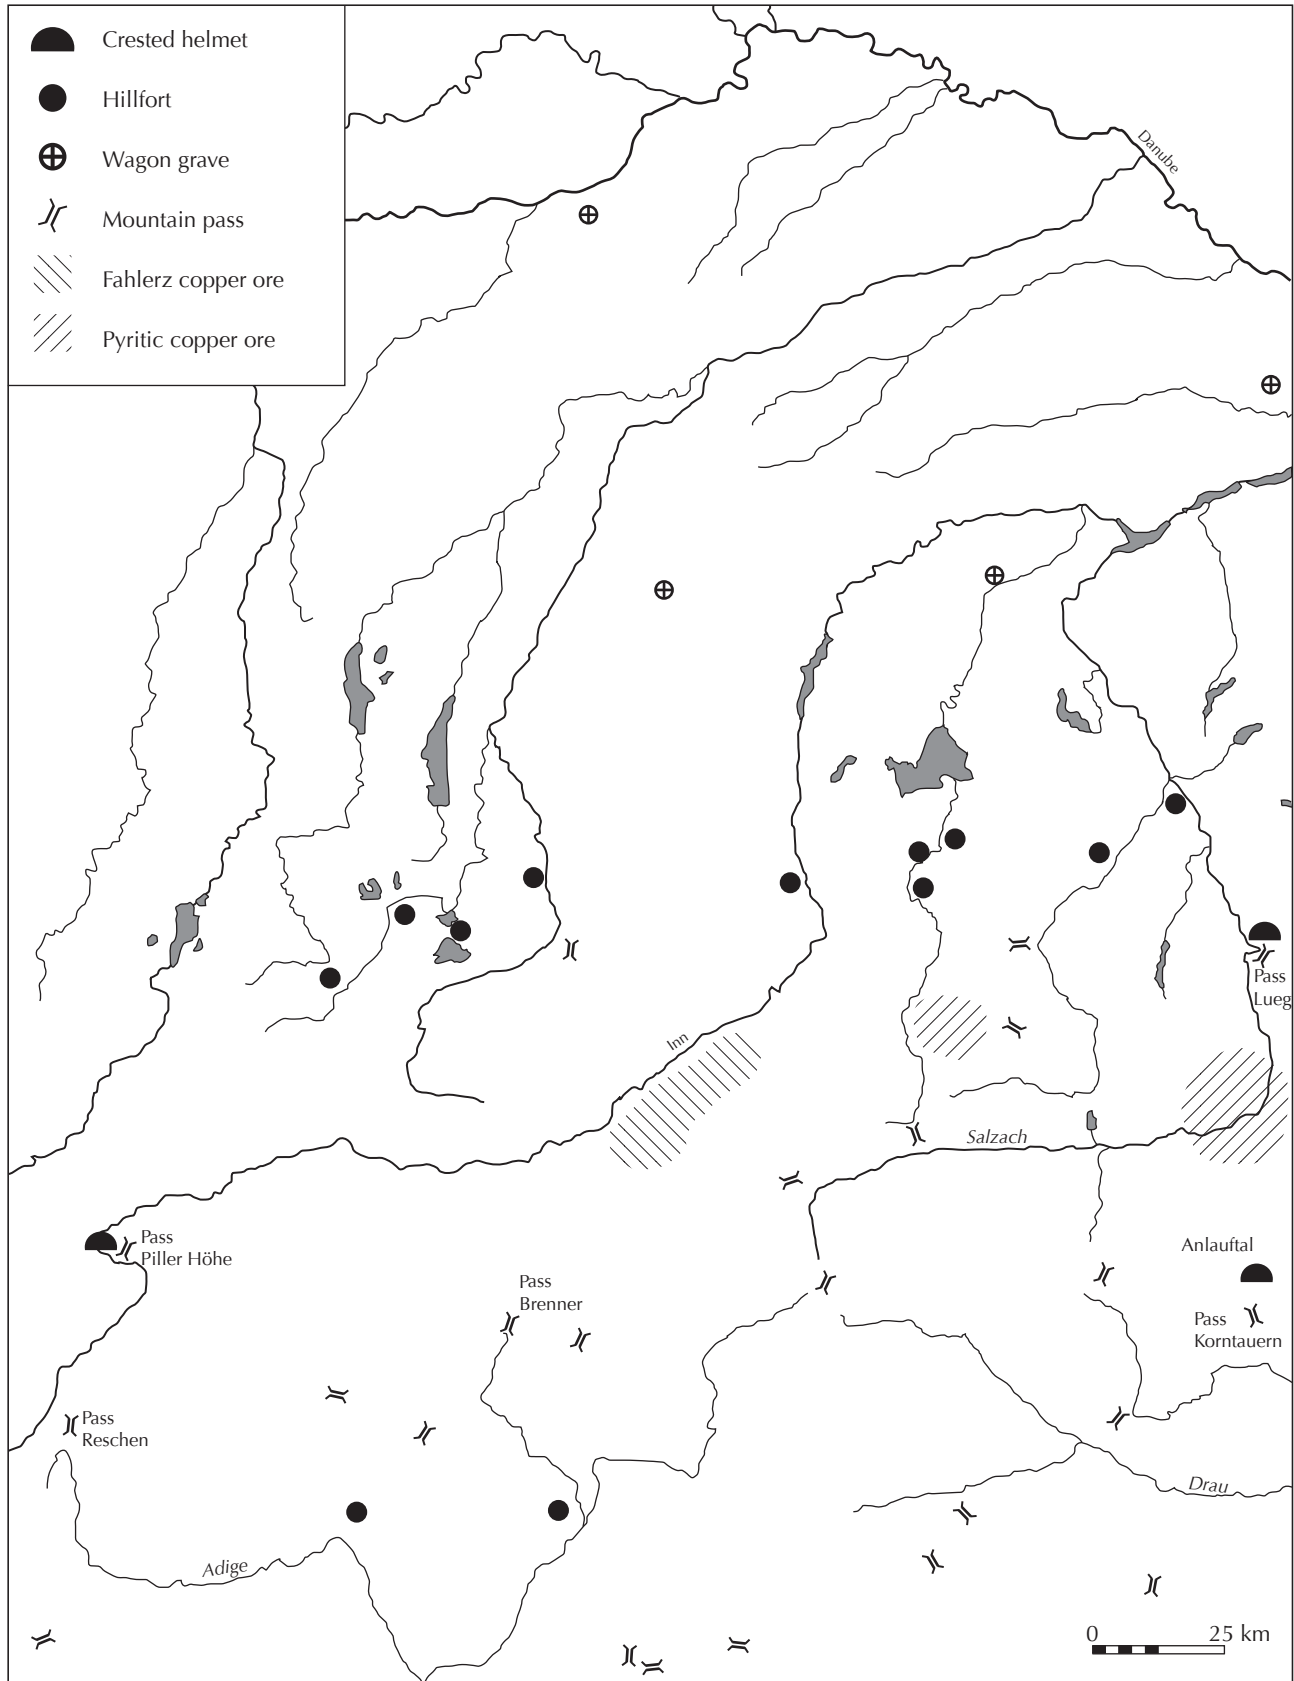 Crested helmet
Hillfort
Wagon grave
Mountain pass
Fahlerz copper ore
Pyritic copper ore
Danube
Pass
Lueg
Inn
Salzach
Pass
Piller Höhe
Anlauftal
Pass
Brenner
Pass
Korntauern
Pass
Reschen
Drau
Adige
0 25 km